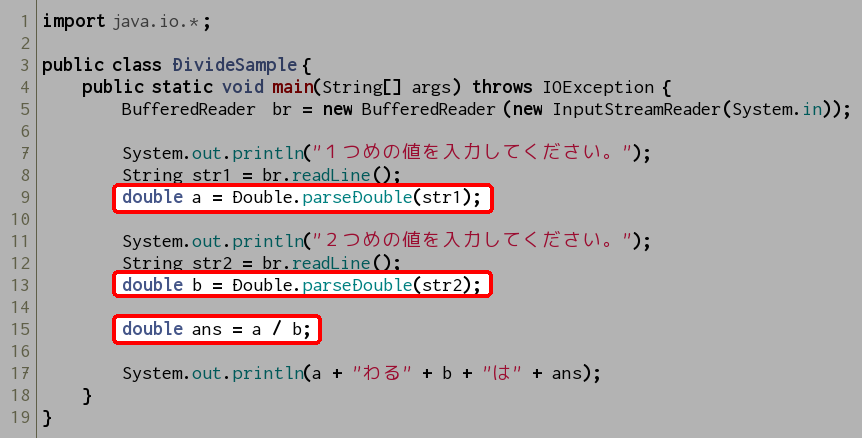 1 import java.io.*;
2
3 public class DivideSample {
4 public static void main(String[] args) throws IOException {
5 BufferedReader br = new BufferedReader (new InputStreamReader(System.in));
6
7 System.out.println("１つめの値を入力してください。");
8 String str1 = br.readLine();
9 double a = Double.parseDouble(str1);
10
11 System.out.println("２つめの値を入力してください。");
12 String str2 = br.readLine();
13 double b = Double.parseDouble(str2);
14
15 double ans = a / b;
16
17 System.out.println(a + "わる" + b + "は" + ans);
18 }
19 }